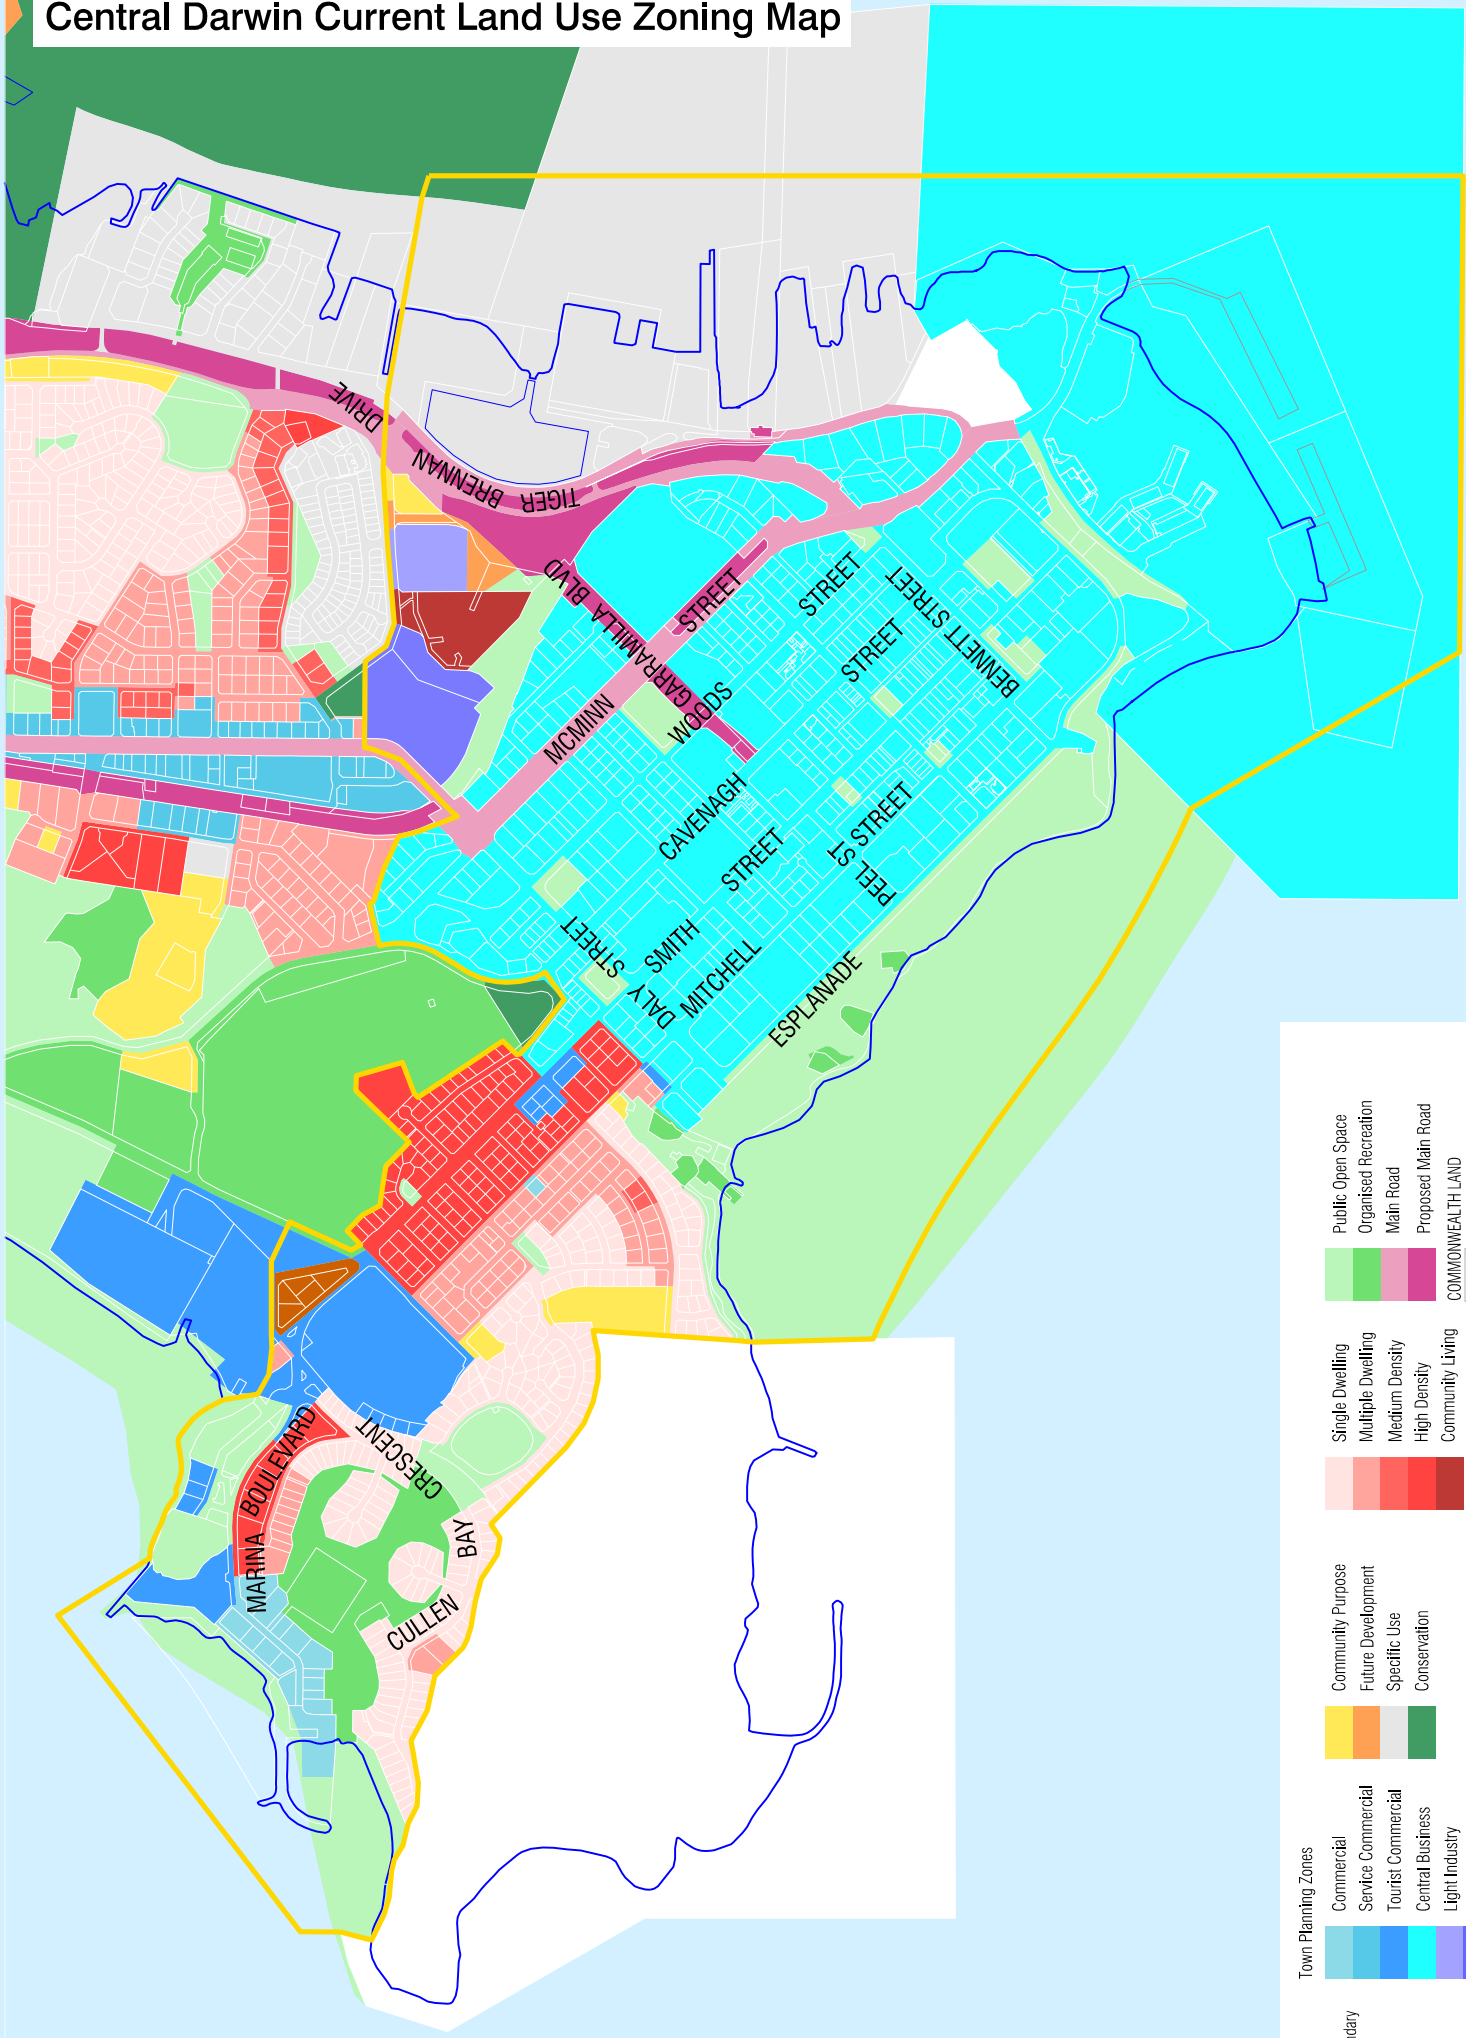 Central Darwin Current Land Use Zoning Map
DRIVE
BRENNAN
TIGER
GARRAMILLA BLVD
MCMINN
STREET
WOODS
STREET
CAVENAGH
STREET
BENNETT STREET
SMITH
STREET
MITCHELL
STREET
PEEL ST
DALY
STREET
ESPLANADE
MARINA
BOULEVARD
CULLEN
BAY
CRESCENT
Town Planning Zones
Commercial
Service Commercial
Tourist Commercial
Central Business
Light Industry
Community Purpose
Future Development
Specific Use
Conservation
Single Dwelling
Multiple Dwelling
Medium Density
High Density
Community Living
Public Open Space
Organised Recreation
Main Road
Proposed Main Road
COMMONWEALTH LAND